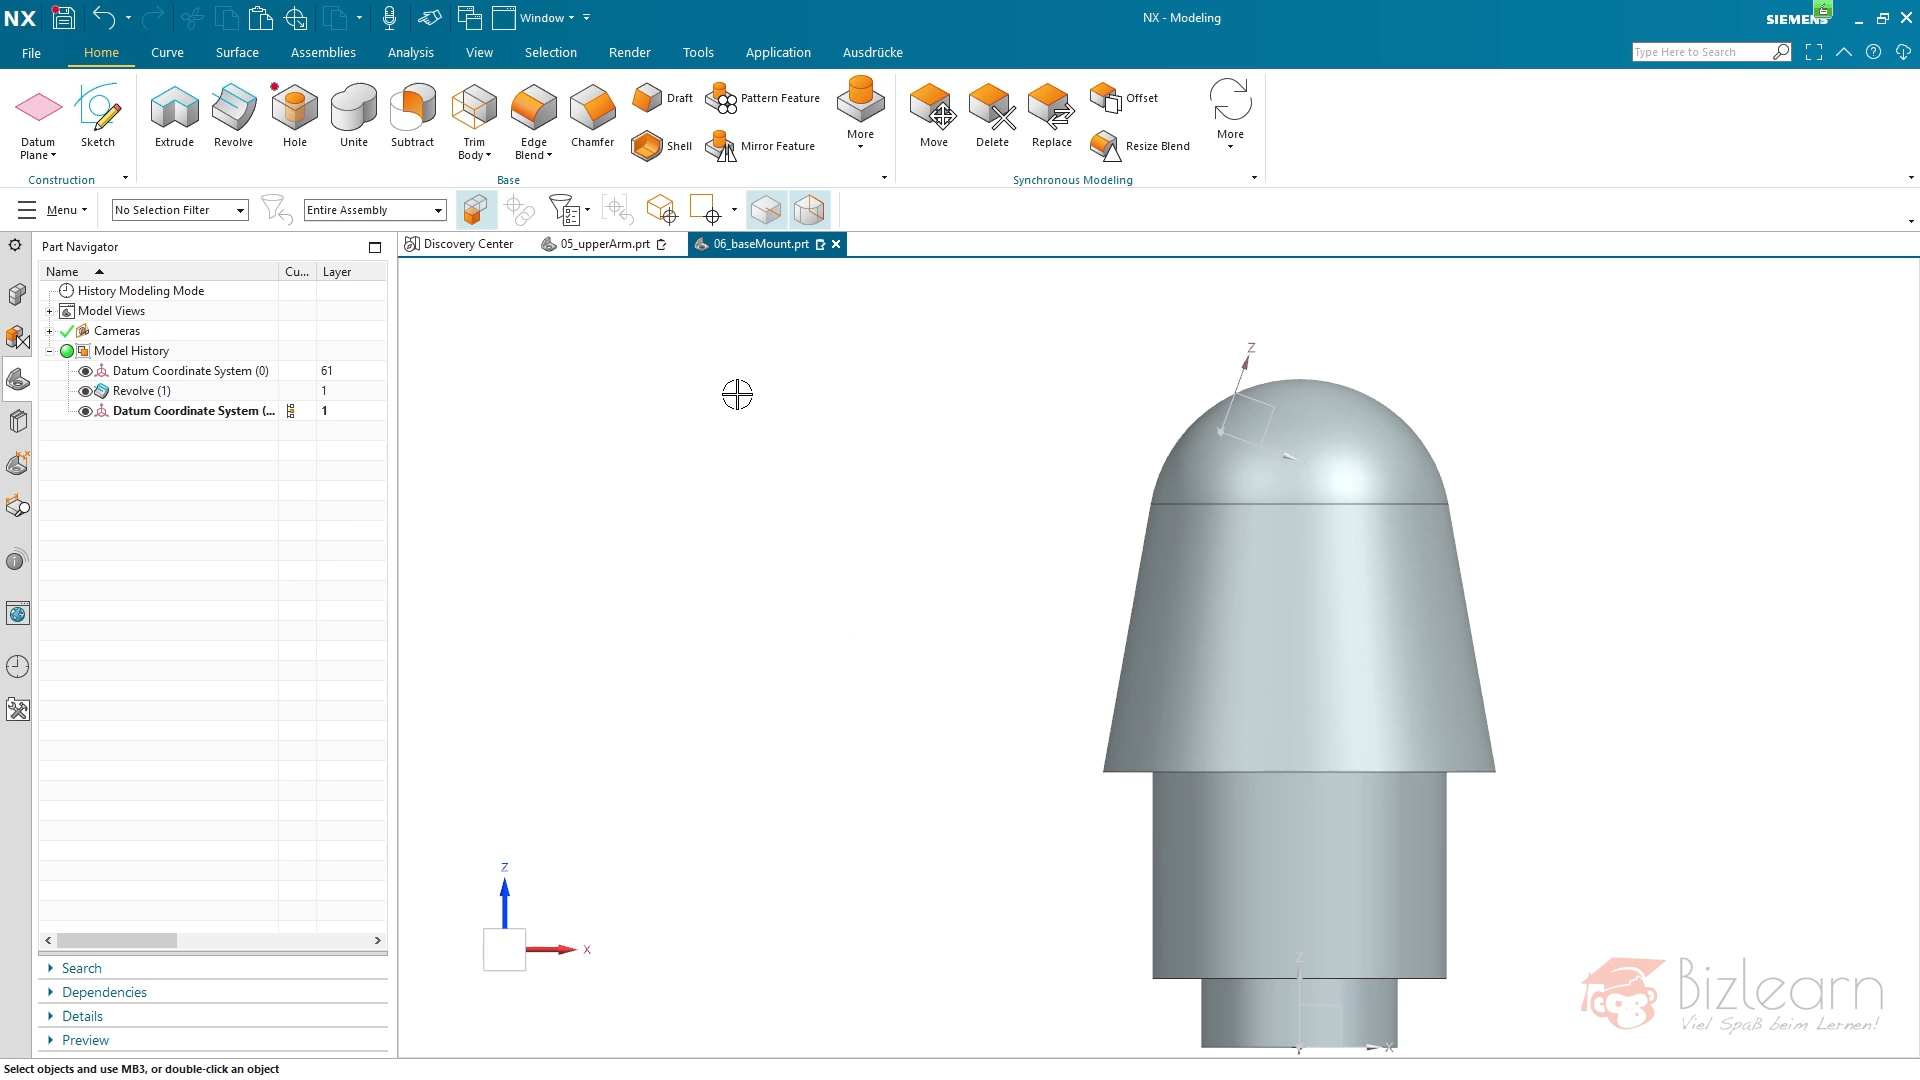 NX
Window
NX - Modeling
SIEMENS
File
Home
Curve
Surface
Assemblies
Analysis
View
Selection
Render
Tools
Application
Ausdrücke
Type Here to Search
Datum
Plane
Sketch
Extrude
Revolve
Hole
Unite
Subtract
Trim
Body
Edge
Blend
Chamfer
Draft
Shell
Pattern Feature
Mirror Feature
More
Move
Delete
Replace
Offset
Resize Blend
More
Construction
Base
Synchronous Modeling
Menu
No Selection Filter
Entire Assembly
Part Navigator
Discovery Center
05_upperArm.prt
06_baseMount.prt
Name
Cu...
Layer
History Modeling Mode
Model Views
Cameras
Model History
Datum Coordinate System (0)
61
Revolve (1)
1
Datum Coordinate System (...
1
Search
Dependencies
Details
Preview
Z
Z
X
Z
X
Bizlearn
Viel Spaß beim Lernen!
Select objects and use MB3, or double-click an object